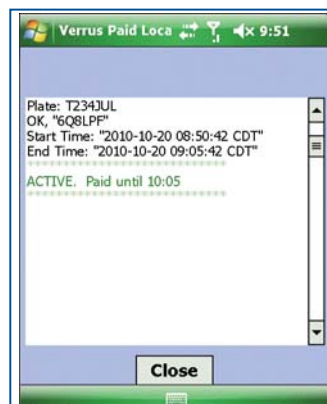 Verrus Paid Loca 9:51
Plate: T234JUL
OK, "6Q8LPF"
Start Time: "2010-10-20 08:50:42 CDT"
End Time: "2010-10-20 09:05:42 CDT"
****************************
ACTIVE. Paid until 10:05
****************************
Close